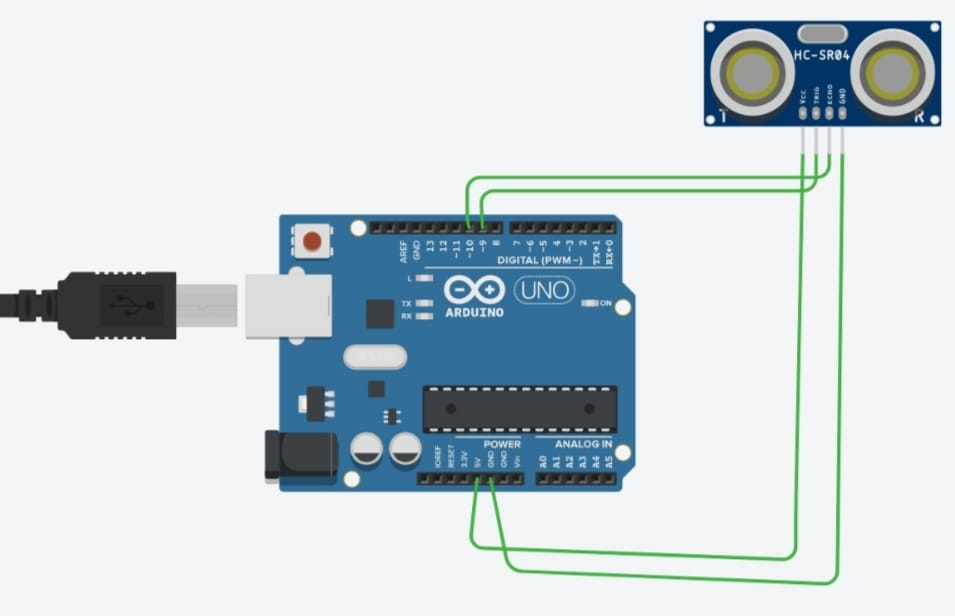 HC-SR04
VCC
TRIG
ECHO
GND
T
R
AREF
GND
13
12
~11
~10
~9
8
7
~6
~5
4
~3
2
TX→1
RX←0
DIGITAL (PWM~)
L
TX
RX
UNO
ON
ARDUINO
POWER
ANALOG IN
IOREF
RESET
3.3V
5V
GND
GND
Vin
A0
A1
A2
A3
A4
A5